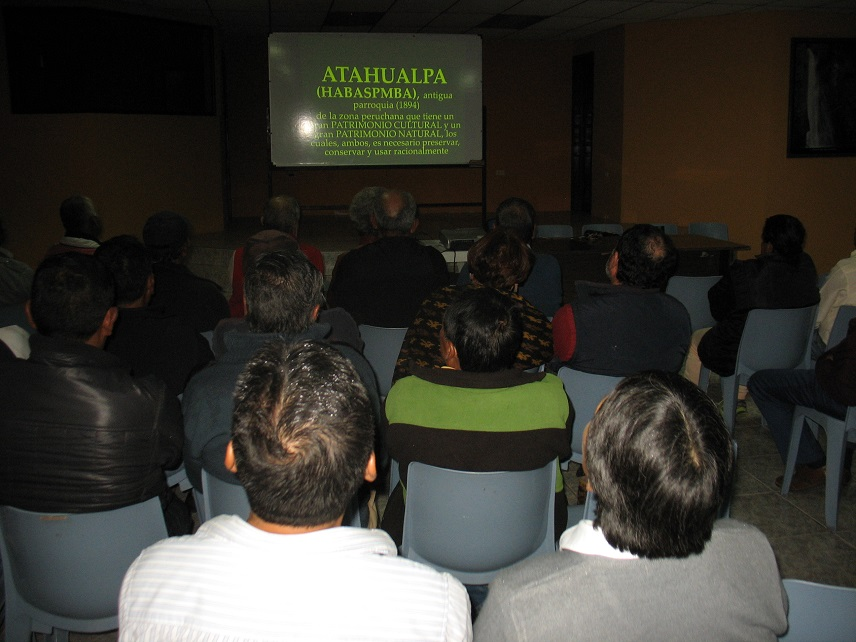 ATAHUALPA
(HABASPMBA), antigua
parroquia (1894)
de la zona peruchana que tiene un
gran PATRIMONIO CULTURAL y un
gran PATRIMONIO NATURAL, los
cuales, ambos, es necesario preservar,
conservar y usar racionalmente